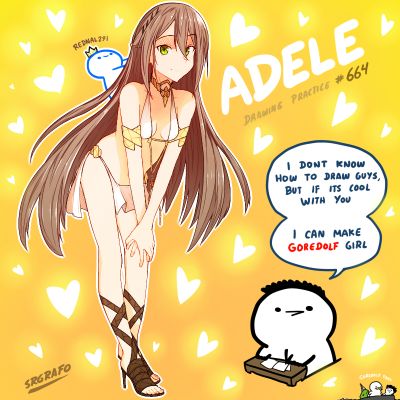 REDNAL291
ADELE
DRAWING PRACTICE #664
I DONT KNOW
HOW TO DRAW GUYS,
BUT IF ITS COOL
WITH YOU
I CAN MAKE
GOREDOLF GIRL
SRGRAFO